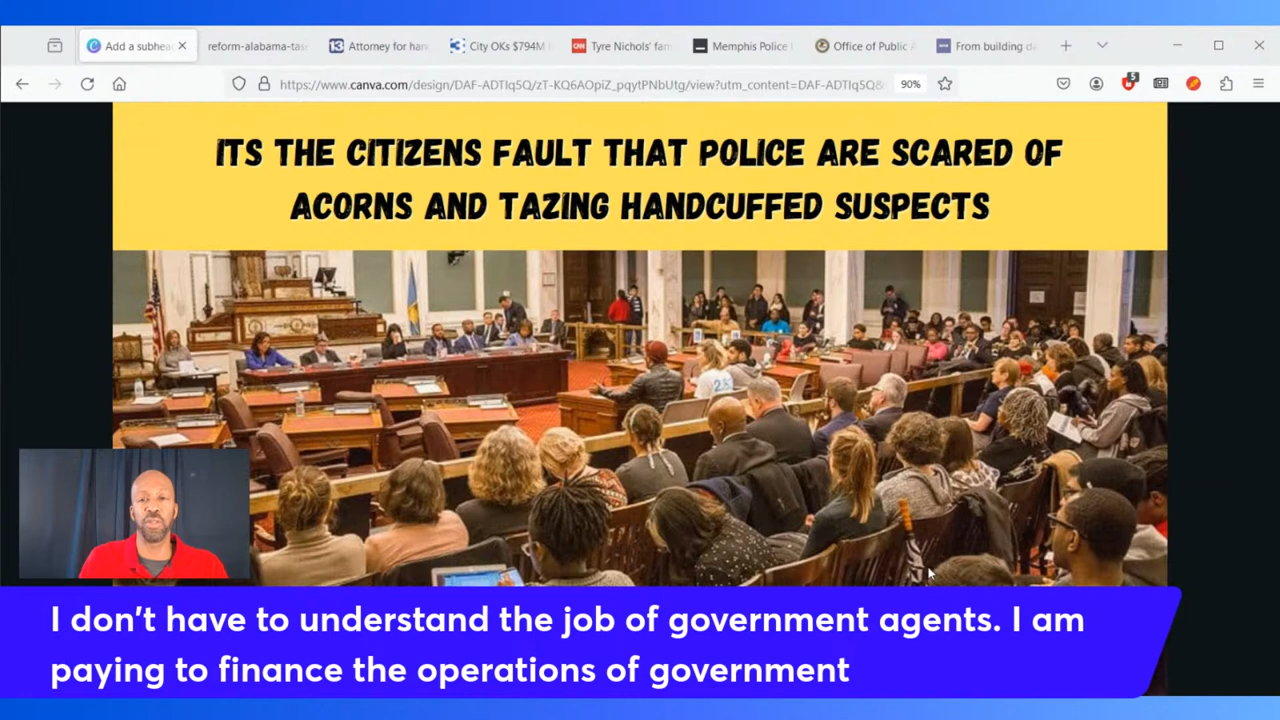 Add a subhea
reform-alabama-tas
Attorney for han
City OKs $794M
Tyre Nichols' fam
Memphis Police
Office of Public A
From building d
https://www.canva.com/design/DAF-ADTIq5Q/zT-KQ6AOpiZ_pqytPNbUtg/view?utm_content=DAF-ADTIq5Q&
90%
5
ITS THE CITIZENS FAULT THAT POLICE ARE SCARED OF
ACORNS AND TAZING HANDCUFFED SUSPECTS
I don't have to understand the job of government agents. I am
paying to finance the operations of government